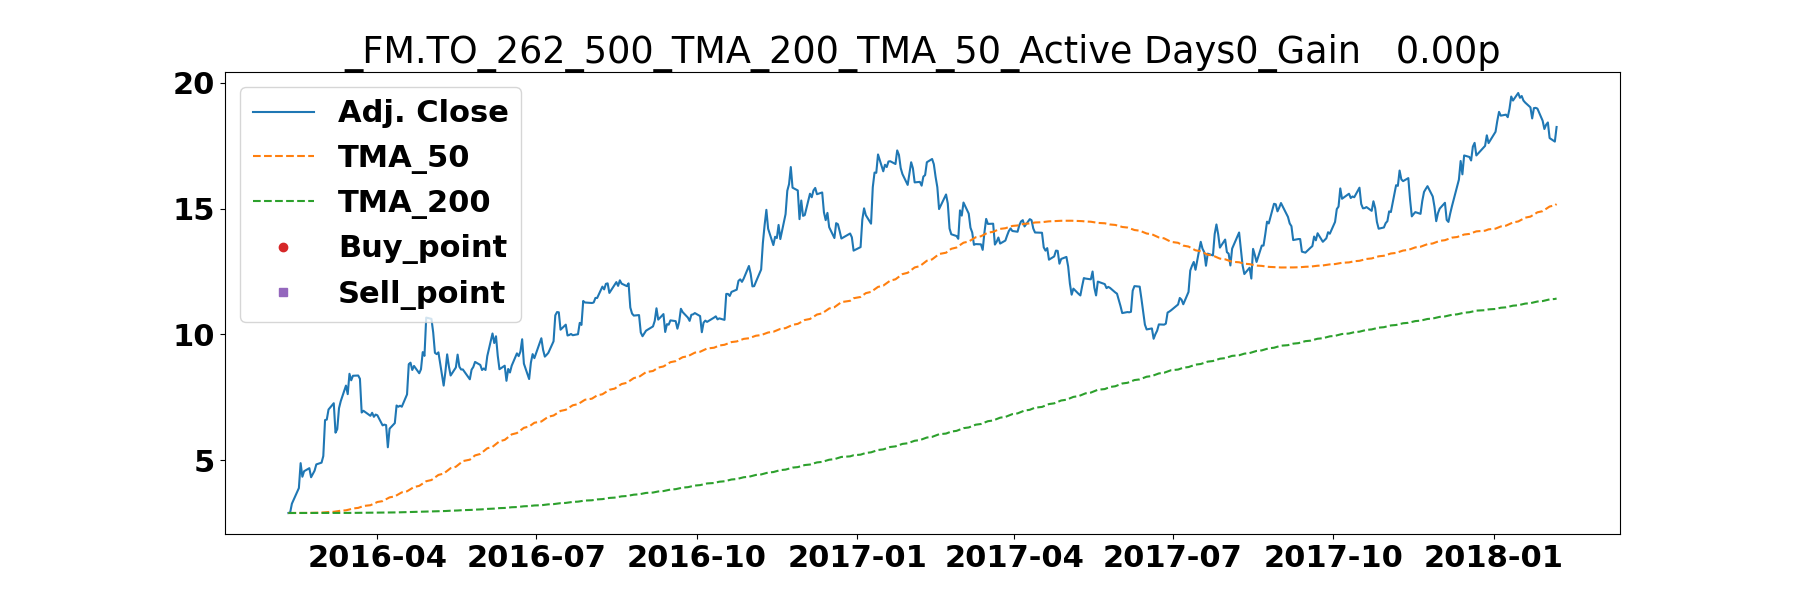 _FM.TO_262_500_TMA_200_TMA_50_Active Days0_Gain   0.00p
20
15
10
5
Adj. Close
TMA_50
TMA_200
Buy_point
Sell_point
2016-04 2016-07 2016-10 2017-01 2017-04 2017-07 2017-10 2018-01